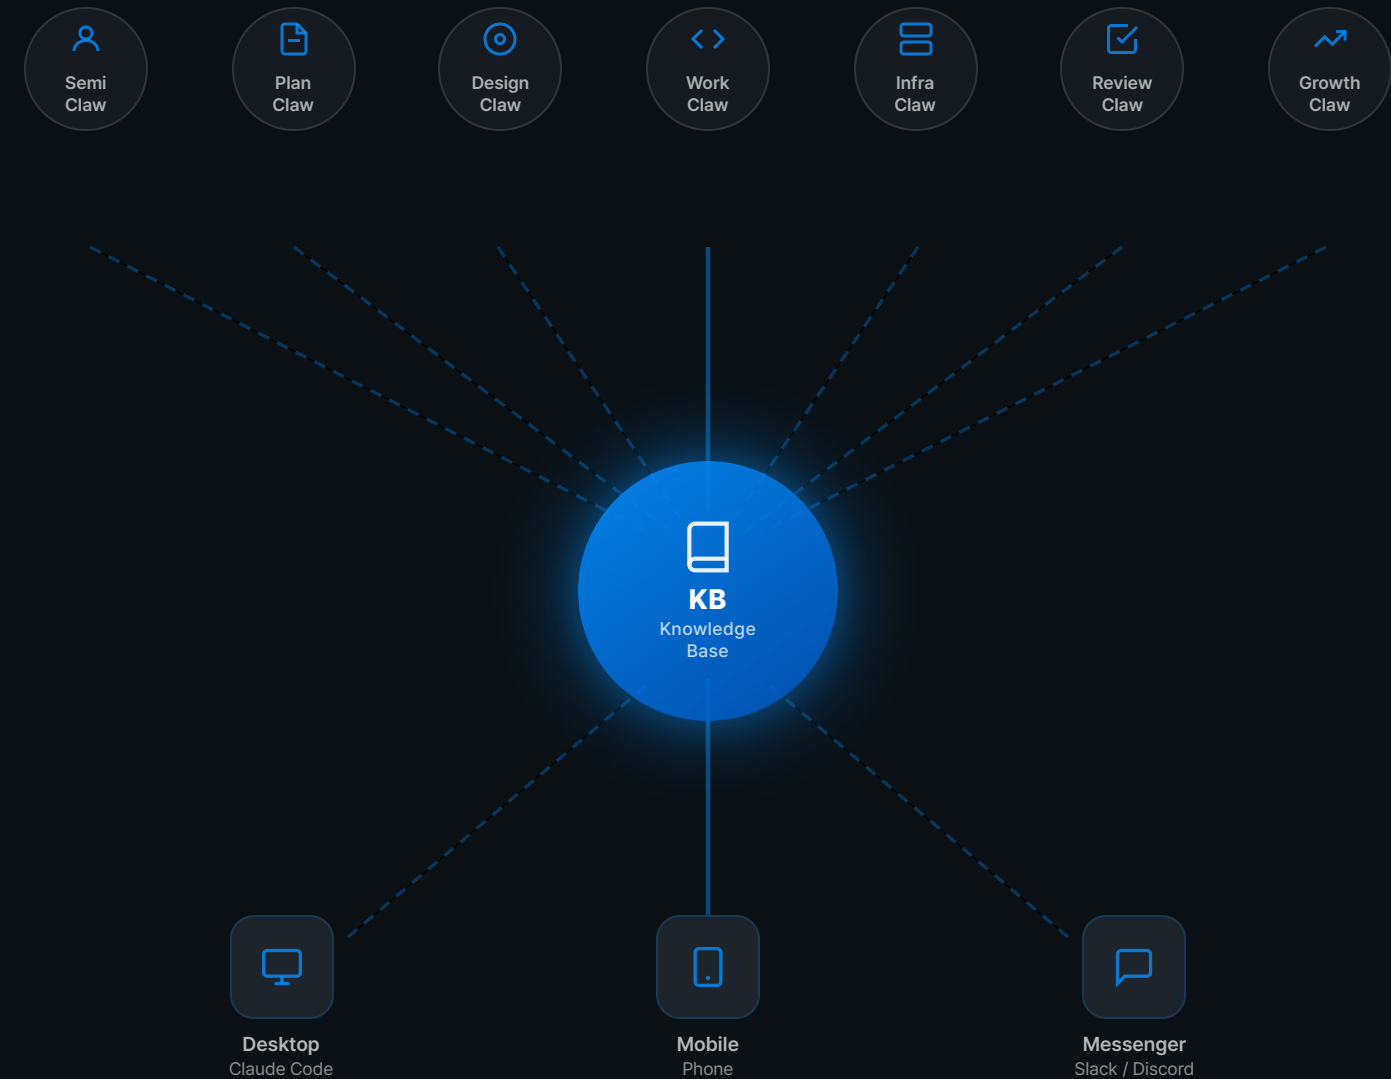 Semi
Claw
Plan
Claw
Design
Claw
Work
Claw
Infra
Claw
Review
Claw
Growth
Claw
KB
Knowledge
Base
Desktop
Claude Code
Mobile
Phone
Messenger
Slack / Discord